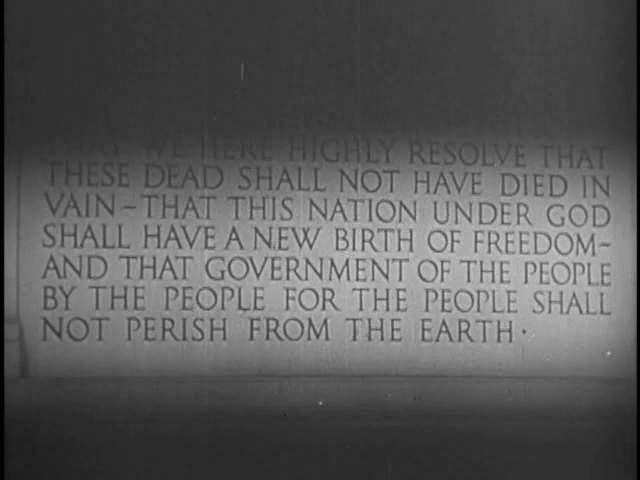 THAT WE HERE HIGHLY RESOLVE THAT
THESE DEAD SHALL NOT HAVE DIED IN
VAIN~THAT THIS NATION UNDER GOD
SHALL HAVE A NEW BIRTH OF FREEDOM~
AND THAT GOVERNMENT OF THE PEOPLE
BY THE PEOPLE FOR THE PEOPLE SHALL
NOT PERISH FROM THE EARTH·